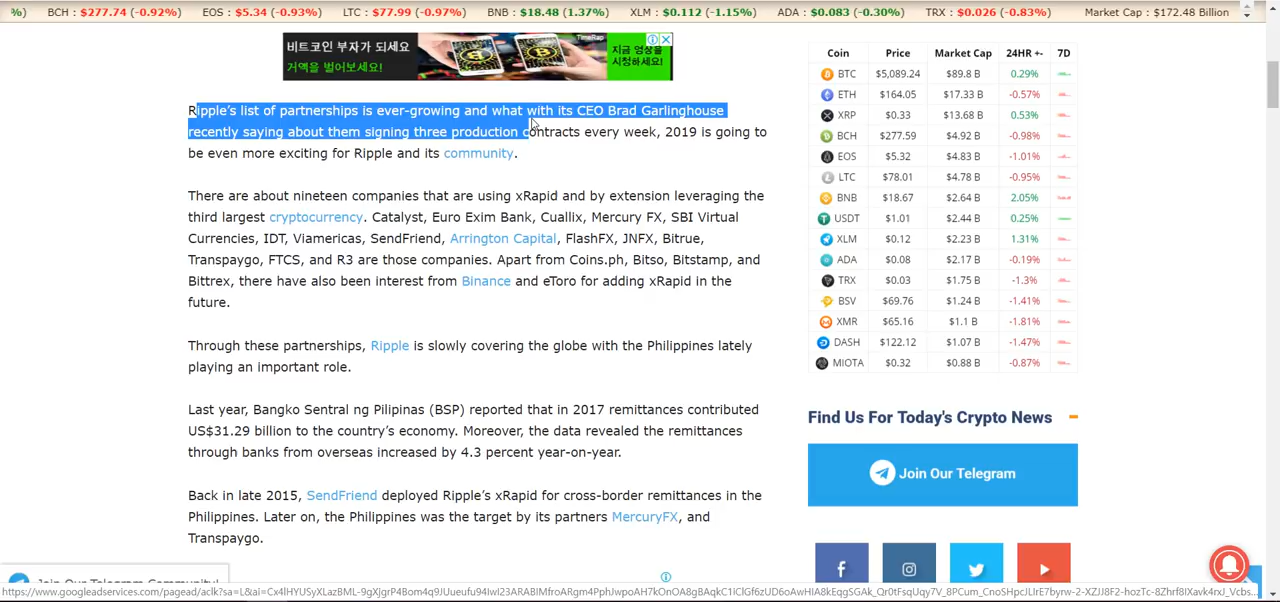 %) BCH : $277.74 (-0.92%) EOS : $5.34 (-0.93%) LTC : $77.99 (-0.97%) BNB : $18.48 (1.37%) XLM : $0.112 (-1.15%) ADA : $0.083 (-0.30%) TRX : $0.026 (-0.83%) Market Cap : $172.48 Billion
비트코인 부자가 되세요
거액을 벌어보세요!
TimeRap
지금 영상을
시청하세요!
Ripple's list of partnerships is ever-growing and what with its CEO Brad Garlinghouse
recently saying about them signing three production contracts every week, 2019 is going to
be even more exciting for Ripple and its community.
There are about nineteen companies that are using xRapid and by extension leveraging the
third largest cryptocurrency. Catalyst, Euro Exim Bank, Cuallix, Mercury FX, SBI Virtual
Currencies, IDT, Viamericas, SendFriend, Arrington Capital, FlashFX, JNFX, Bitrue,
Transpaygo, FTCS, and R3 are those companies. Apart from Coins.ph, Bitso, Bitstamp, and
Bittrex, there have also been interest from Binance and eToro for adding xRapid in the
future.
Through these partnerships, Ripple is slowly covering the globe with the Philippines lately
playing an important role.
Last year, Bangko Sentral ng Pilipinas (BSP) reported that in 2017 remittances contributed
US$31.29 billion to the country's economy. Moreover, the data revealed the remittances
through banks from overseas increased by 4.3 percent year-on-year.
Back in late 2015, SendFriend deployed Ripple's xRapid for cross-border remittances in the
Philippines. Later on, the Philippines was the target by its partners MercuryFX, and
Transpaygo.
Coin Price Market Cap 24HR +- 7D
BTC $5,089.24 $89.8 B 0.29%
ETH $164.05 $17.33 B -0.57%
XRP $0.33 $13.68 B 0.53%
BCH $277.59 $4.92 B -0.98%
EOS $5.32 $4.83 B -1.01%
LTC $78.01 $4.78 B -0.95%
BNB $18.67 $2.64 B 2.05%
USDT $1.01 $2.44 B 0.25%
XLM $0.12 $2.23 B 1.31%
ADA $0.08 $2.17 B -0.19%
TRX $0.03 $1.75 B -1.3%
BSV $69.76 $1.24 B -1.41%
XMR $65.16 $1.1 B -1.81%
DASH $122.12 $1.07 B -1.47%
MIOTA $0.32 $0.88 B -0.87%
Find Us For Today's Crypto News
Join Our Telegram
Join Our Telegram Community!